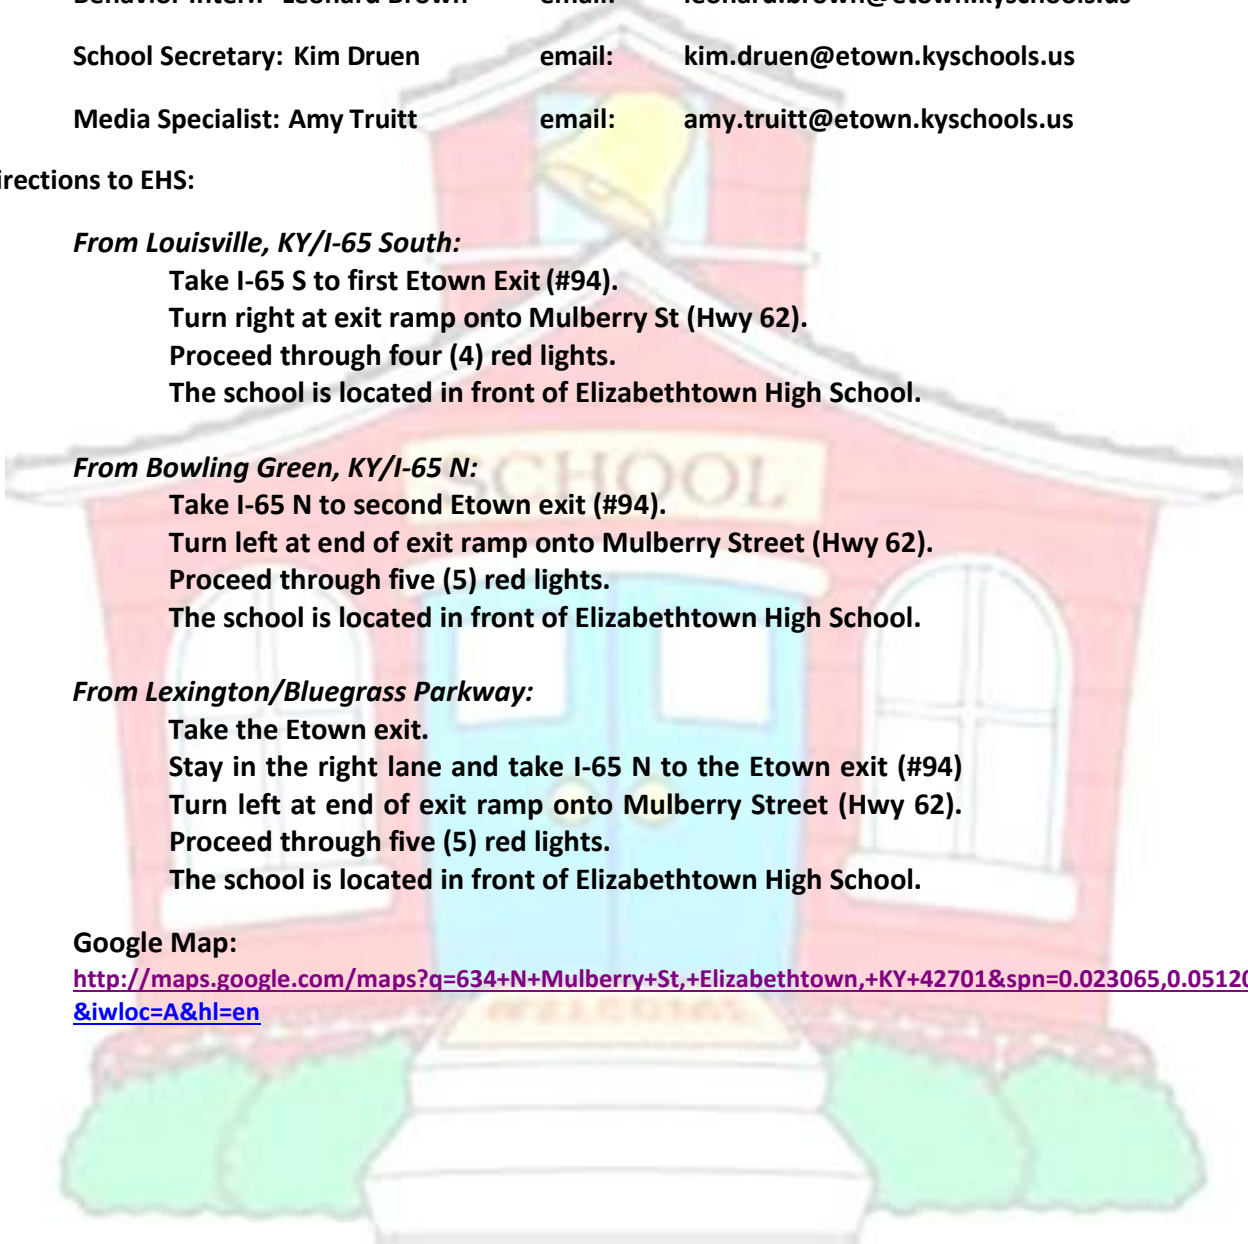 School Secretary: Kim Druen email: kim.druen@etown.kyschools.us
Media Specialist: Amy Truitt email: amy.truitt@etown.kyschools.us
irections to EHS:
From Louisville, KY/I-65 South:
Take I-65 S to first Etown Exit (#94).
Turn right at exit ramp onto Mulberry St (Hwy 62).
Proceed through four (4) red lights.
The school is located in front of Elizabethtown High School.
From Bowling Green, KY/I-65 N:
SCHOOL
Take I-65 N to second Etown exit (#94).
Turn left at end of exit ramp onto Mulberry Street (Hwy 62).
Proceed through five (5) red lights.
The school is located in front of Elizabethtown High School.
From Lexington/Bluegrass Parkway:
Take the Etown exit.
Stay in the right lane and take I-65 N to the Etown exit (#94)
Turn left at end of exit ramp onto Mulberry Street (Hwy 62).
Proceed through five (5) red lights.
The school is located in front of Elizabethtown High School.
Google Map:
http://maps.google.com/maps?q=634+N+Mulberry+St,+Elizabethtown,+KY+42701&spn=0.023065,0.05120
&iwloc=A&hl=en